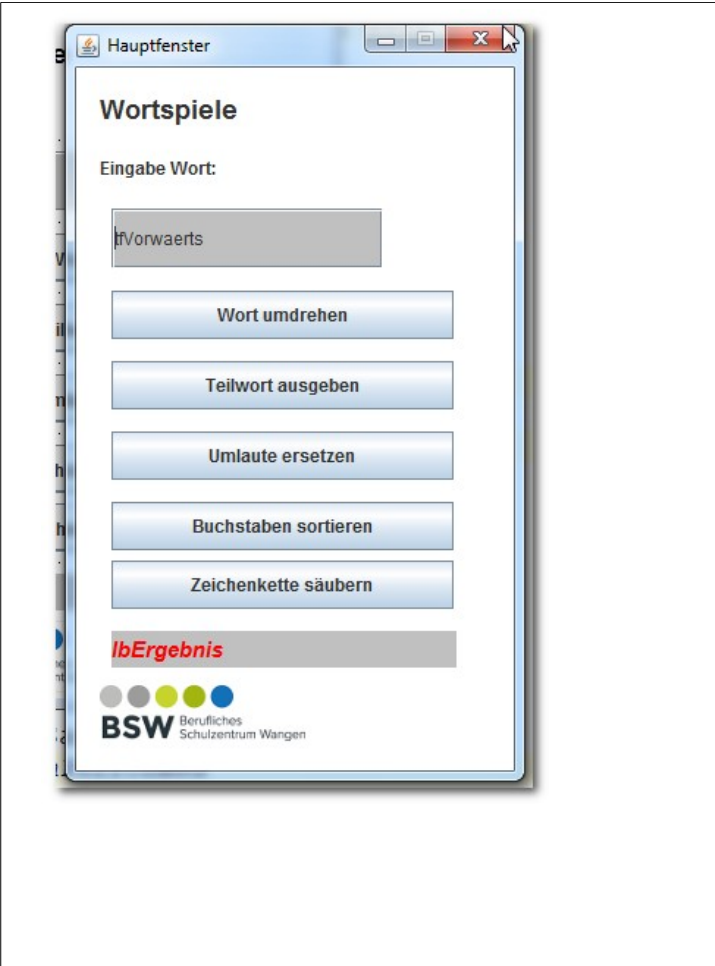 Hauptfenster
Wortspiele
Eingabe Wort:
tfVorwaerts
Wort umdrehen
Teilwort ausgeben
Umlaute ersetzen
Buchstaben sortieren
Zeichenkette säubern
lbErgebnis
BSW Berufliches
Schulzentrum Wangen